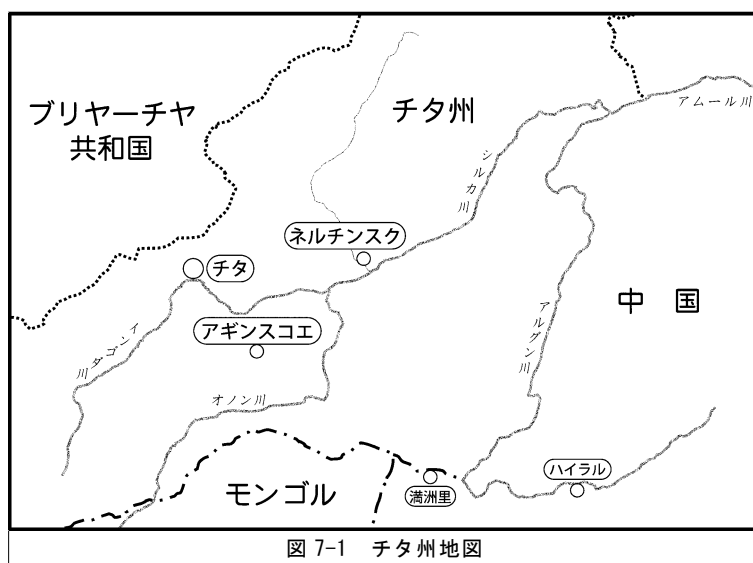 ブリヤーチヤ
共和国
チタ州
アムール川
シルカ川
ネルチンスク
チタ
中 国
アギンスコエ
アルグン川
インゴダ川
オノン川
モンゴル
満洲里
ハイラル
図 7-1 チタ州地図